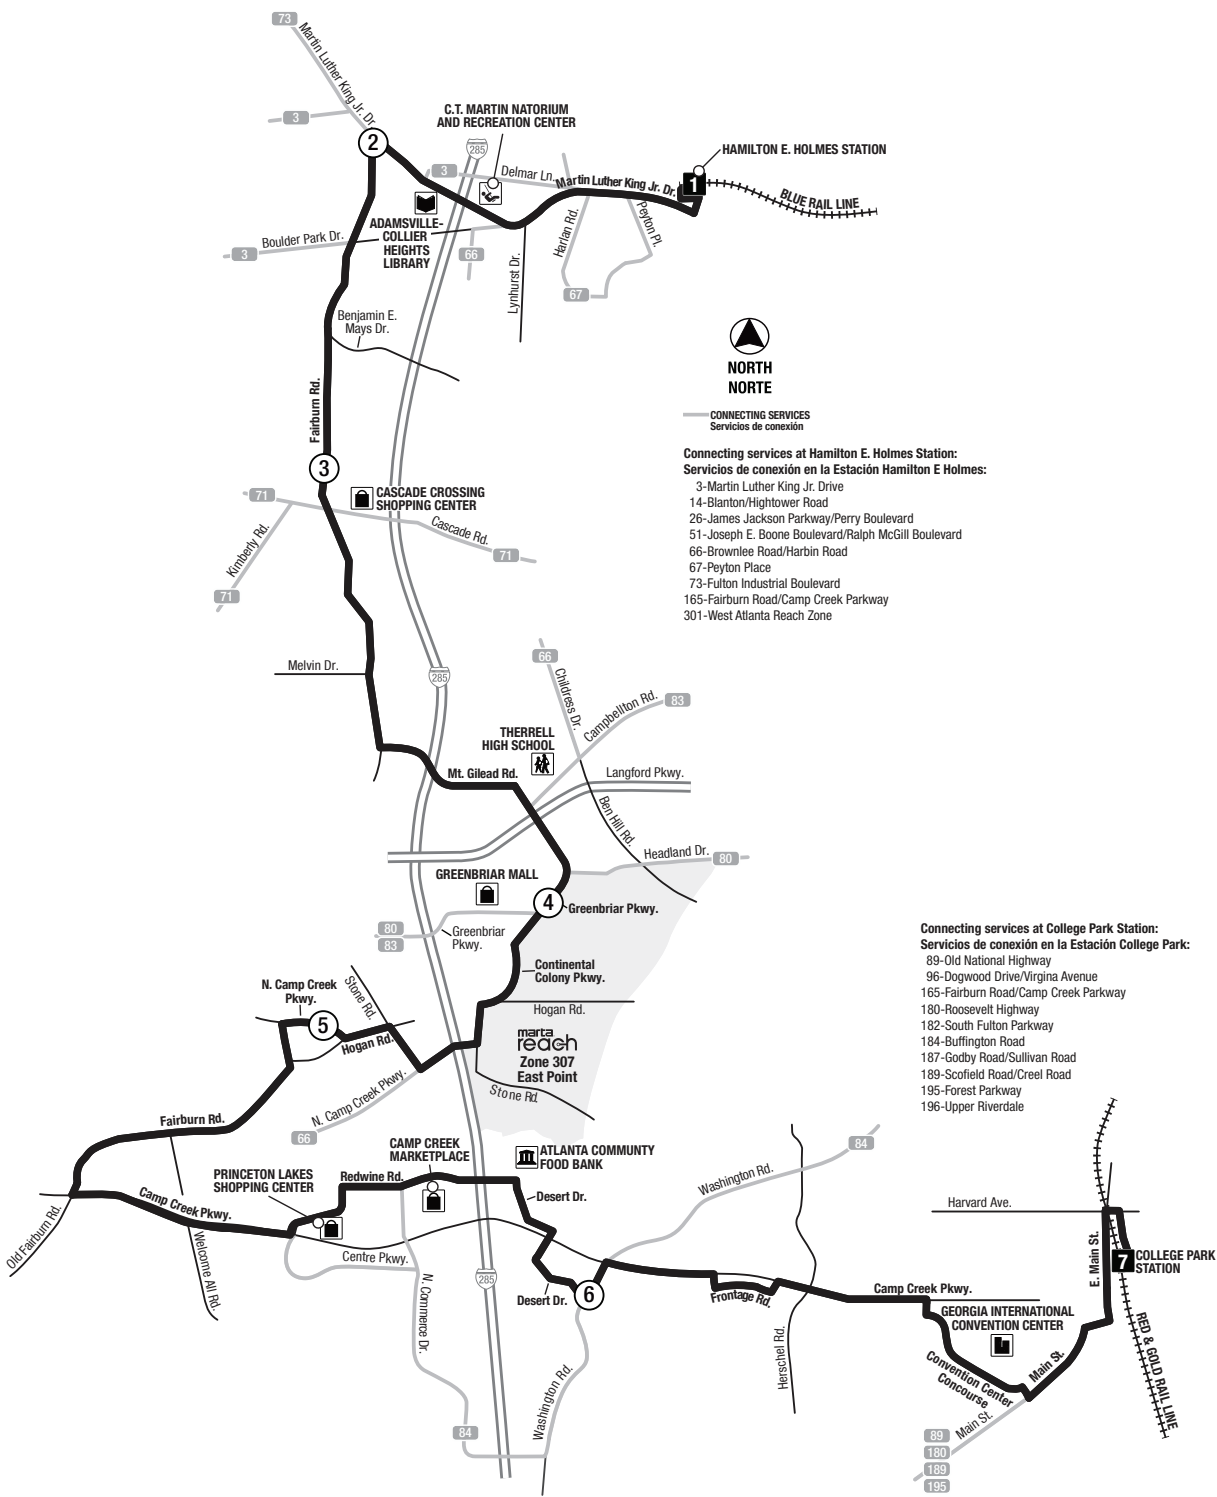 73
Martin Luther King Jr. Dr.
3
2
C.T. MARTIN NATORIUM
AND RECREATION CENTER
285
HAMILTON E. HOLMES STATION
3
Delmar Ln.
Martin Luther King Jr. Dr.
1
BLUE RAIL LINE
ADAMSVILLE-
COLLIER
HEIGHTS
LIBRARY
Boulder Park Dr.
3
66
Lynhurst Dr.
Harlan Rd.
Peyton Pl.
67
Benjamin E.
Mays Dr.
NORTH
NORTE
Fairburn Rd.
3
CONNECTING SERVICES
Servicios de conexión
Connecting services at Hamilton E. Holmes Station:
Servicios de conexión en la Estación Hamilton E Holmes:
3-Martin Luther King Jr. Drive
14-Blanton/Hightower Road
26-James Jackson Parkway/Perry Boulevard
51-Joseph E. Boone Boulevard/Ralph McGill Boulevard
66-Brownlee Road/Harbin Road
67-Peyton Place
73-Fulton Industrial Boulevard
165-Fairburn Road/Camp Creek Parkway
301-West Atlanta Reach Zone
71
CASCADE CROSSING
SHOPPING CENTER
Cascade Rd.
71
Kimberly Rd.
71
Melvin Dr.
285
66
Childress Dr.
Campbellton Rd.
83
THERRELL
HIGH SCHOOL
Mt. Gilead Rd.
Langford Pkwy.
Ben Hill Rd.
Headland Dr.
80
GREENBRIAR MALL
4
Greenbriar Pkwy.
80
83
Greenbriar
Pkwy.
Continental
Colony Pkwy.
Hogan Rd.
marta
reach
Zone 307
East Point
Stone Rd.
N. Camp Creek
Pkwy.
Stone Rd.
5
Hogan Rd.
N. Camp Creek Pkwy.
66
Connecting services at College Park Station:
Servicios de conexión en la Estación College Park:
89-Old National Highway
96-Dogwood Drive/Virgina Avenue
165-Fairburn Road/Camp Creek Parkway
180-Roosevelt Highway
182-South Fulton Parkway
184-Buffington Road
187-Godby Road/Sullivan Road
189-Scofield Road/Creel Road
195-Forest Parkway
196-Upper Riverdale
Fairburn Rd.
CAMP CREEK
MARKETPLACE
ATLANTA COMMUNTY
FOOD BANK
PRINCETON LAKES
SHOPPING CENTER
Redwine Rd.
Desert Dr.
Washington Rd.
84
Harvard Ave.
Camp Creek Pkwy.
Old Fairburn Rd.
Welcome All Rd.
Centre Pkwy.
N. Commerce Dr.
285
Desert Dr.
6
Frontage Rd.
Herschel Rd.
Camp Creek Pkwy.
E. Main St.
7
COLLEGE PARK
STATION
GEORGIA INTERNATIONAL
CONVENTION CENTER
RED & GOLD RAIL LINE
Convention Center
Concourse
Main St.
Main St.
84
Washington Rd.
89
180
189
195